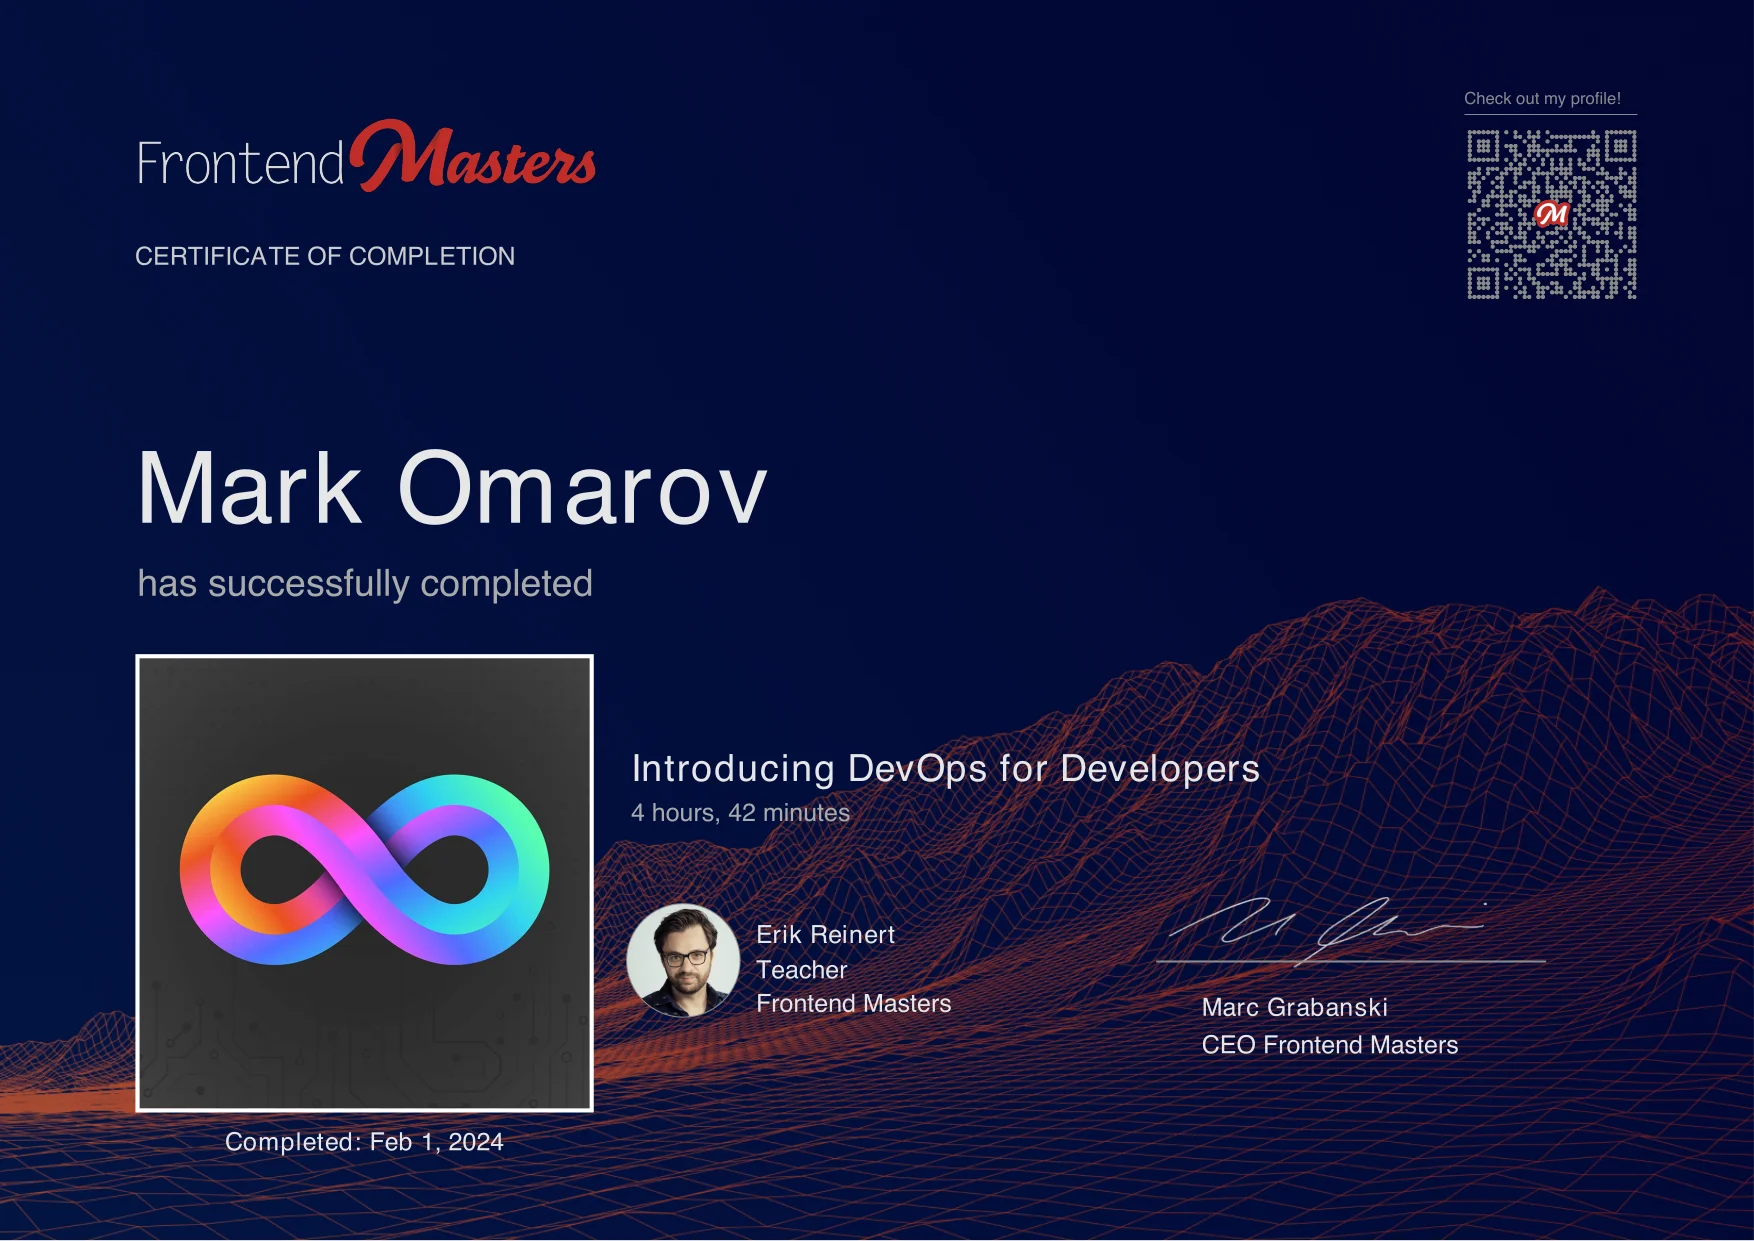 Check out my profile!
Frontend Masters
CERTIFICATE OF COMPLETION
M
Mark Omarov
has successfully completed
Introducing DevOps for Developers
4 hours, 42 minutes
Erik Reinert
Teacher
Frontend Masters
Marc Grabanski
CEO Frontend Masters
Completed: Feb 1, 2024